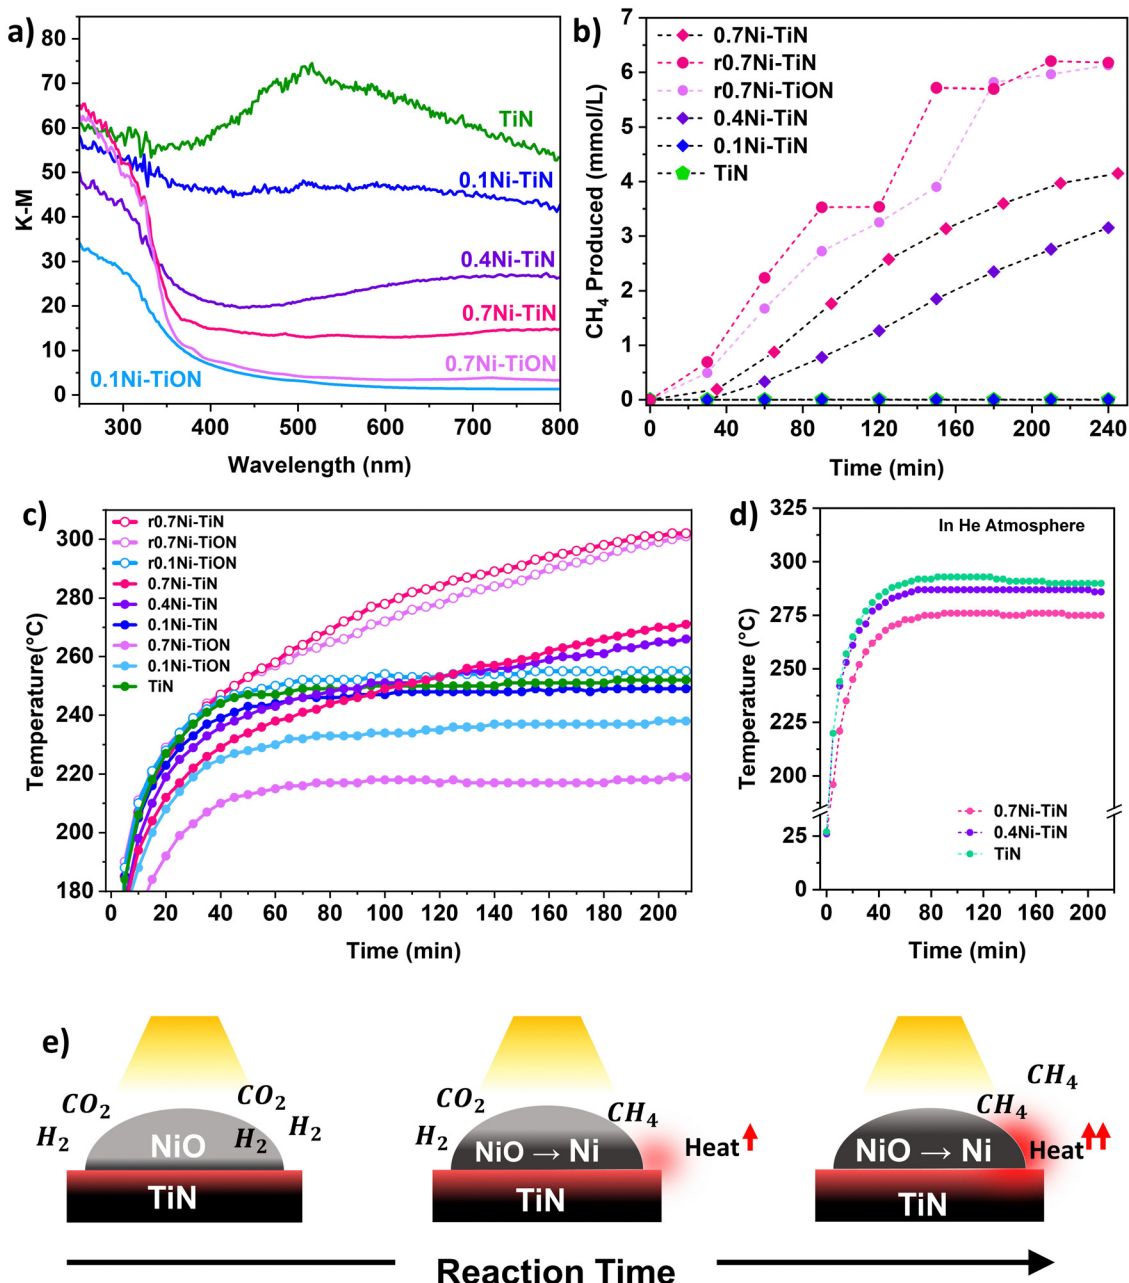 a)
80
70
60
50
40
30
20
10
0
K-M
TiN
0.1Ni-TiN
0.4Ni-TiN
0.7Ni-TiN
0.7Ni-TiON
0.1Ni-TiON
300 400 500 600 700 800
Wavelength (nm)
b)
7
6
5
4
3
2
1
0
CH₄ Produced (mmol/L)
0.7Ni-TiN
r0.7Ni-TiN
r0.7Ni-TiON
0.4Ni-TiN
0.1Ni-TiN
TiN
0 40 80 120 160 200 240
Time (min)
c)
300
280
260
240
220
200
180
Temperature(°C)
r0.7Ni-TiN
r0.7Ni-TiON
r0.1Ni-TiON
0.7Ni-TiN
0.4Ni-TiN
0.1Ni-TiN
0.7Ni-TiON
0.1Ni-TiON
TiN
0 20 40 60 80 100 120 140 160 180 200
Time (min)
d)
325
300
275
250
225
200
25
0
Temperature (°C)
In He Atmosphere
0.7Ni-TiN
0.4Ni-TiN
TiN
0 40 80 120 160 200
Time (min)
e)
CO₂
CO₂
H₂
H₂
H₂
NiO
TiN
CO₂
CH₄
H₂
NiO → Ni
Heat
TiN
CH₄
CH₄
NiO → Ni
Heat
TiN
Reaction Time